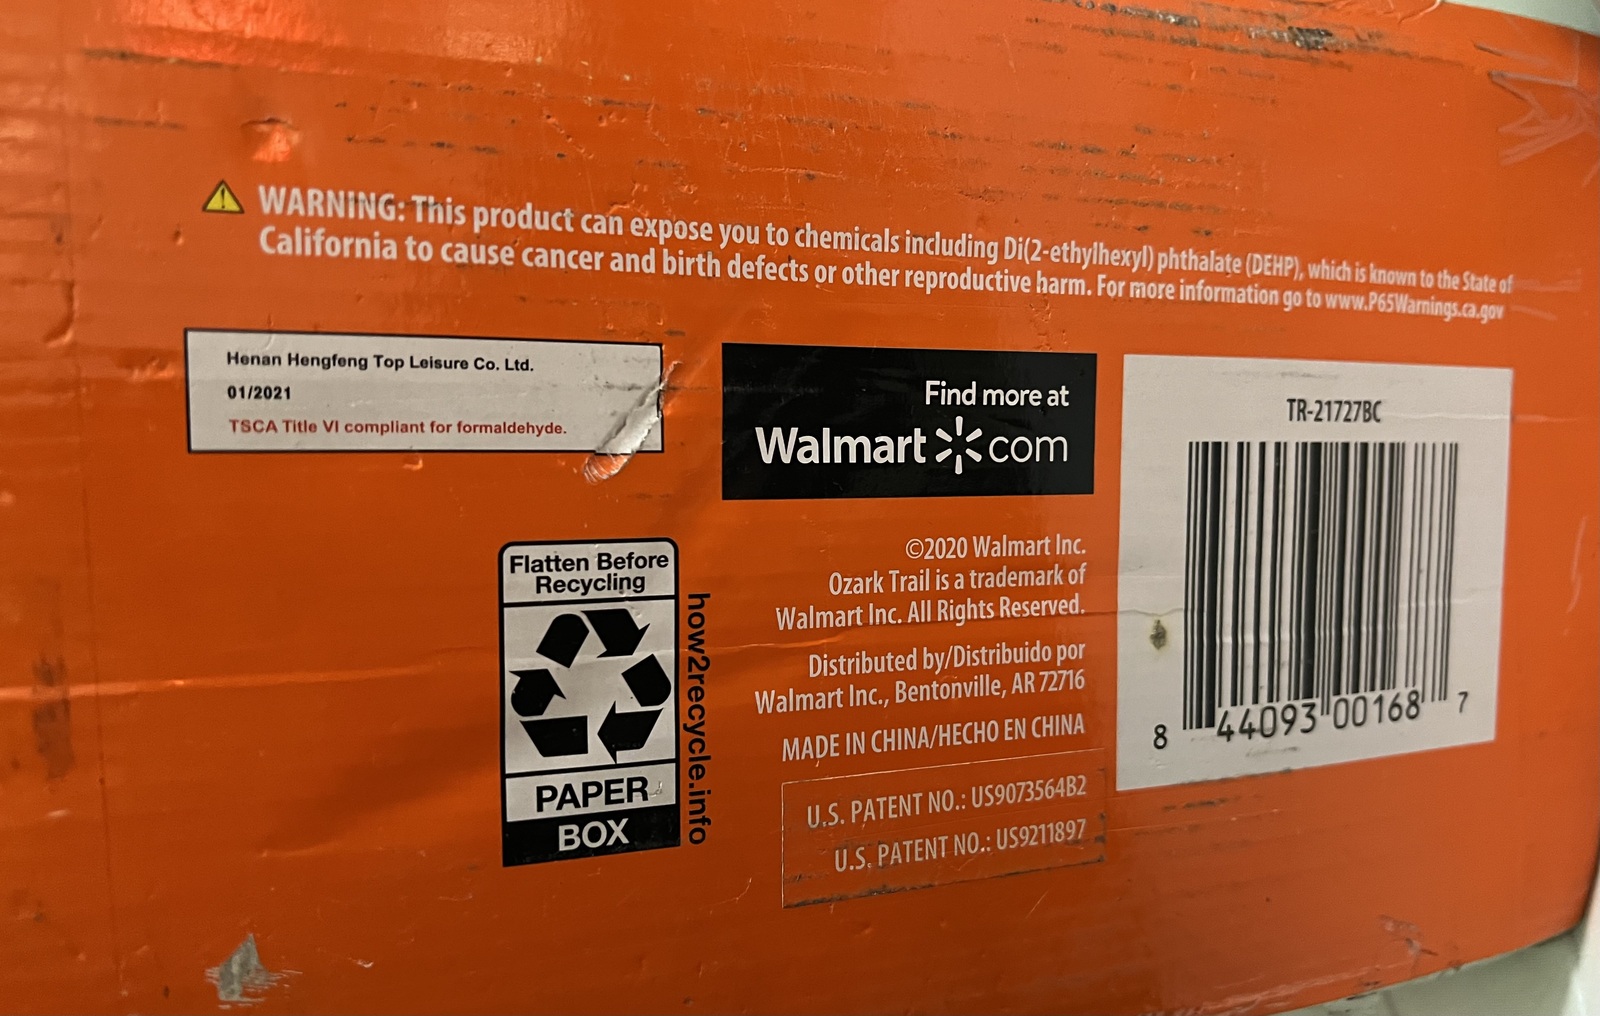 WARNING: This product can expose you to chemicals including Di(2-ethylhexyl) phthalate (DEHP), which is known to the State of
California to cause cancer and birth defects or other reproductive harm. For more information go to www.P65Warnings.ca.gov
Henan Hengfeng Top Leisure Co. Ltd.
01/2021
TSCA Title VI compliant for formaldehyde.
Find more at
Walmart com
TR-21727BC
8 44093 00168 7
Flatten Before
Recycling
PAPER
BOX
how2recycle.info
©2020 Walmart Inc.
Ozark Trail is a trademark of
Walmart Inc. All Rights Reserved.
Distributed by/Distribuido por
Walmart Inc., Bentonville, AR 72716
MADE IN CHINA/HECHO EN CHINA
U.S. PATENT NO.: US9073564B2
U.S. PATENT NO.: US9211897